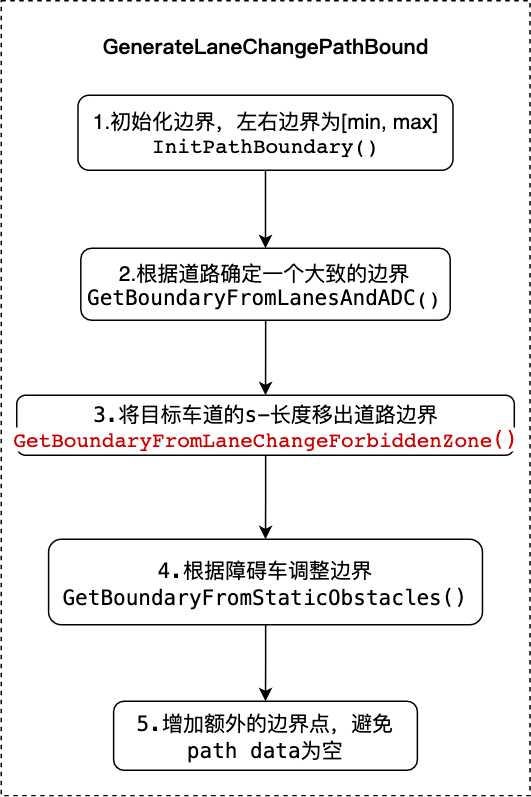 GenerateLaneChangePathBound
1.初始化边界，左右边界为[min, max]
InitPathBoundary()
2.根据道路确定一个大致的边界
GetBoundaryFromLanesAndADC()
3.将目标车道的s-长度移出道路边界
GetBoundaryFromLaneChangeForbiddenZone()
4.根据障碍车调整边界
GetBoundaryFromStaticObstacles()
5.增加额外的边界点，避免
path data为空